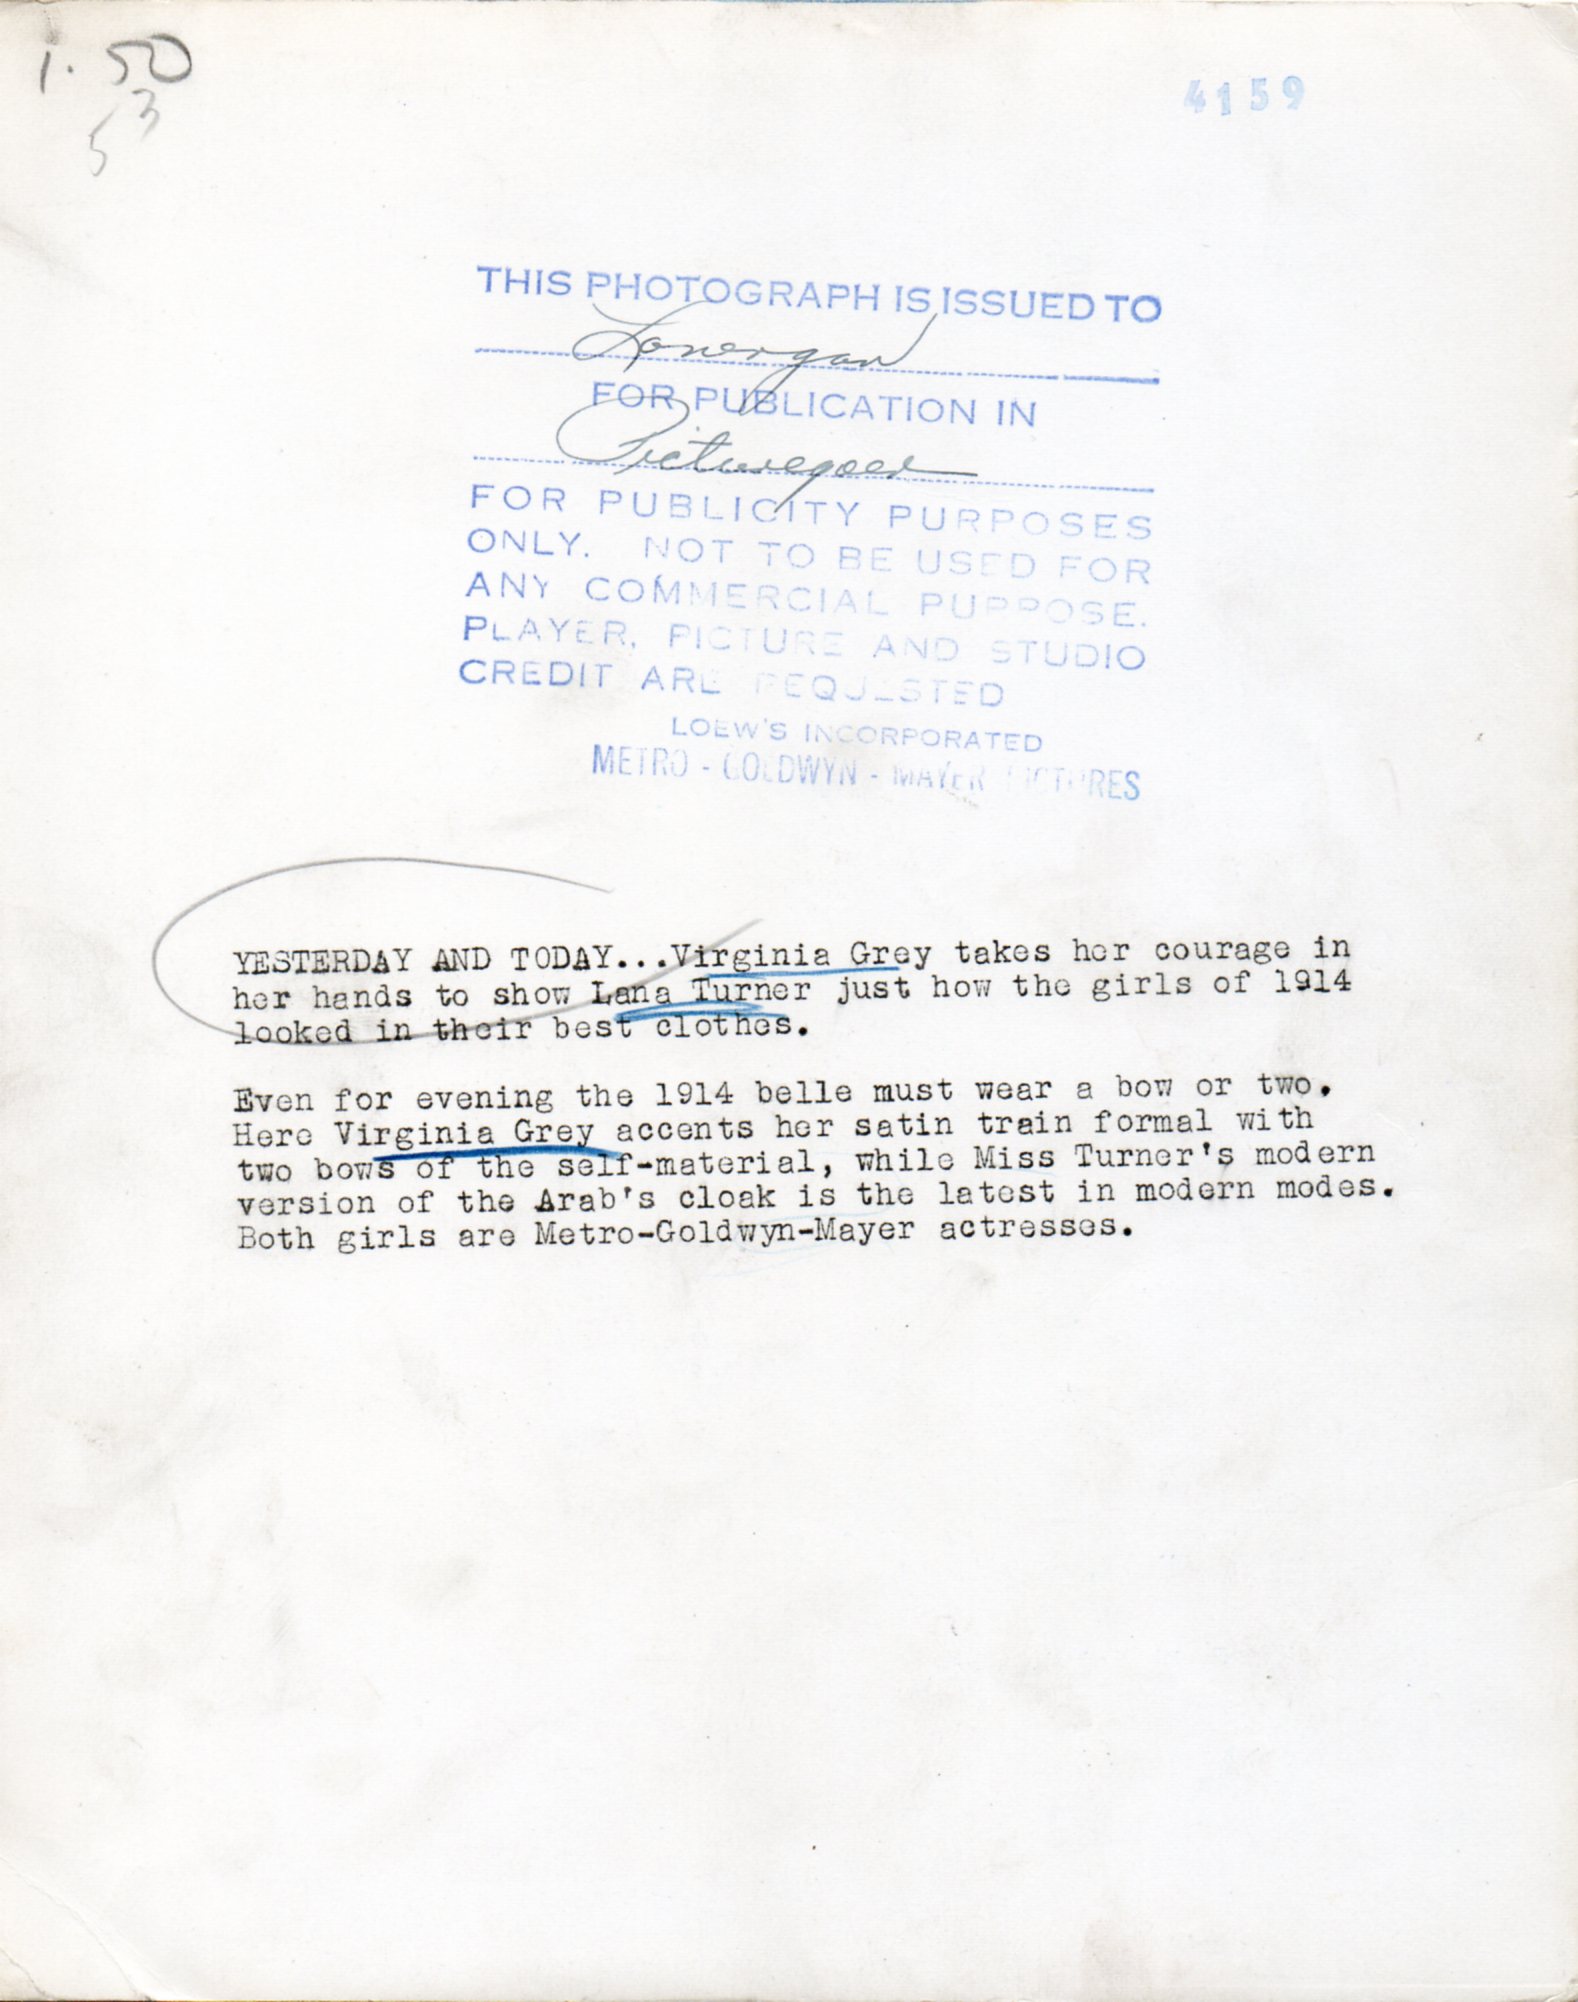 1.50
3
5
4159
THIS PHOTOGRAPH IS ISSUED TO
Lonergan
FOR PUBLICATION IN
Picturegoer
FOR PUBLICITY PURPOSES
ONLY. NOT TO BE USED FOR
ANY COMMERCIAL PURPOSE.
PLAYER, PICTURE AND STUDIO
CREDIT ARE REQUESTED
LOEW'S INCORPORATED
METRO - GOLDWYN - MAYER PICTURES
YESTERDAY AND TODAY...Virginia Grey takes her courage in
her hands to show Lana Turner just how the girls of 1914
looked in their best clothes.
Even for evening the 1914 belle must wear a bow or two.
Here Virginia Grey accents her satin train formal with
two bows of the self-material, while Miss Turner's modern
version of the Arab's cloak is the latest in modern modes.
Both girls are Metro-Goldwyn-Mayer actresses.